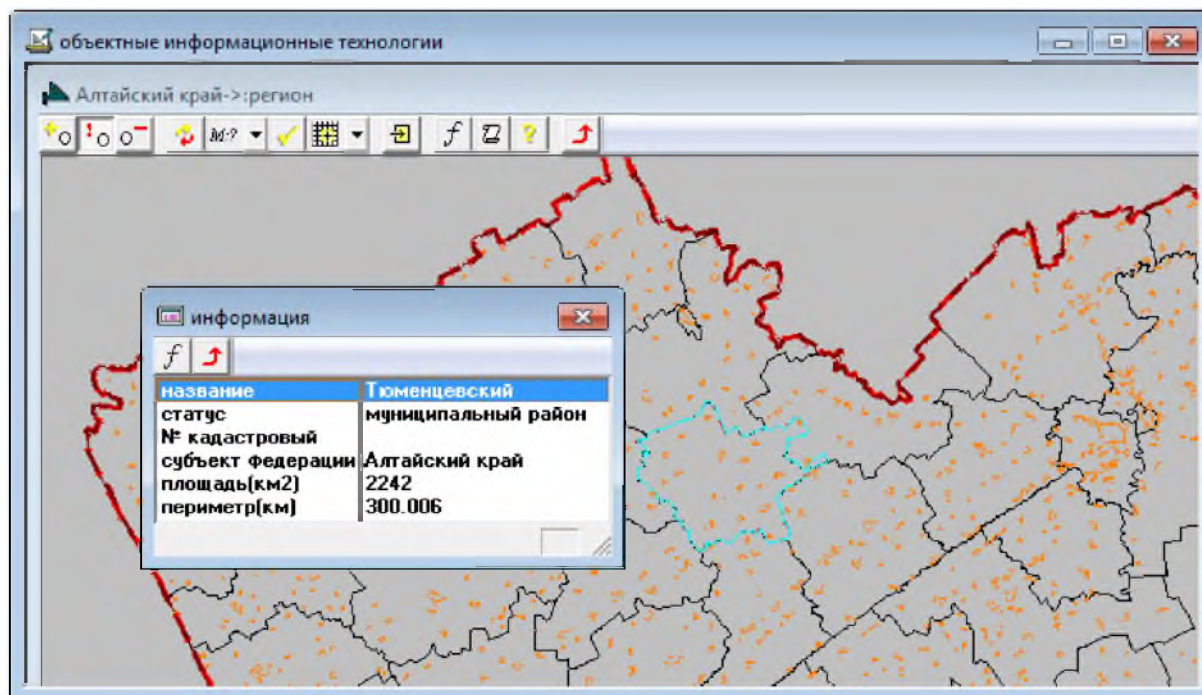 объектные информационные технологии
Алтайский край->:регион
М:?
f
?
информация
f
название Тюменцевский
статус муниципальный район
№ кадастровый
субъект Федерации Алтайский край
площадь(км2) 2242
периметр(км) 300.006